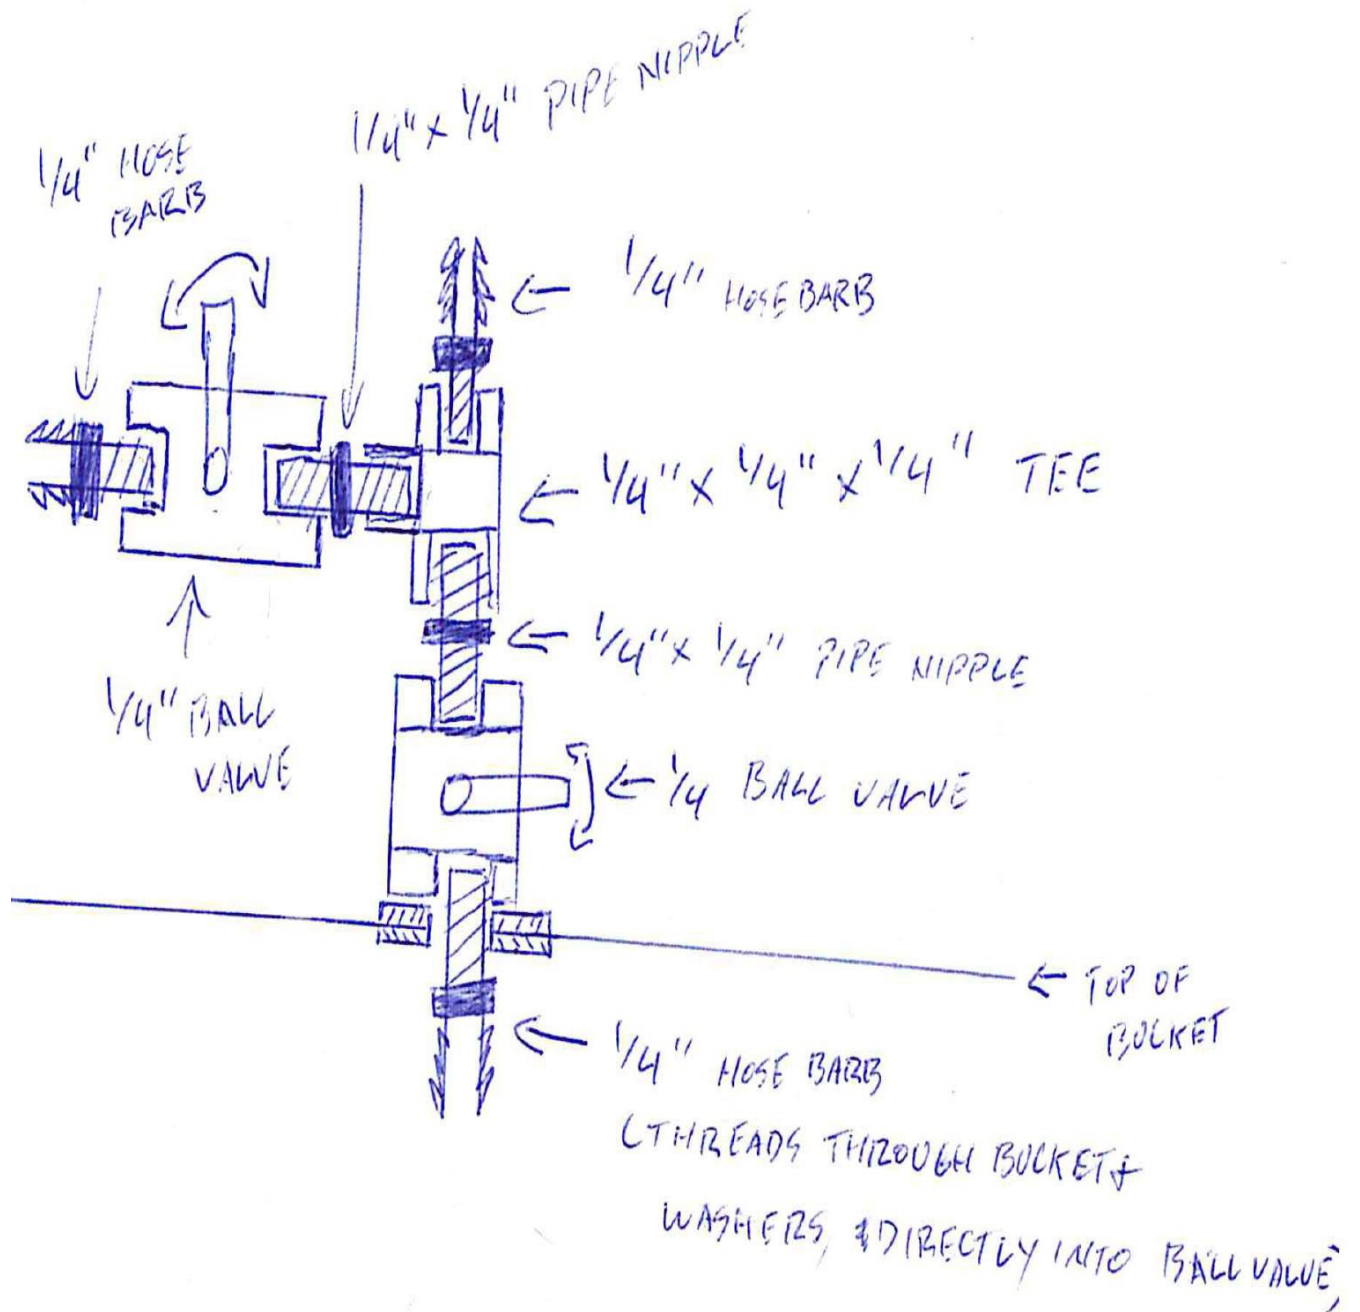 1/4" x 1/4" PIPE NIPPLE
1/4" HOSE
BARB
1/4" HOSE BARB
1/4" x 1/4" x 1/4" TEE
1/4" x 1/4" PIPE NIPPLE
1/4" BALL
VALVE
1/4 BALL VALVE
TOP OF
BUCKET
1/4" HOSE BARB
(THREADS THROUGH BUCKET &
WASHERS, & DIRECTLY INTO BALL VALVE)